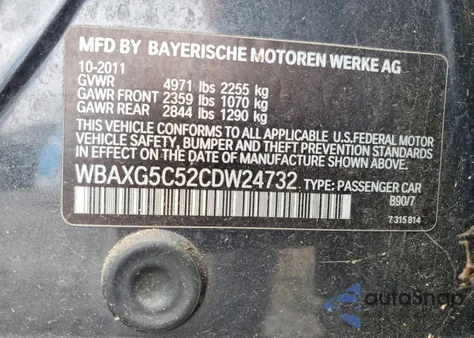 MFD BY BAYERISCHE MOTOREN WERKE AG
10-2011
GVWR 4971 lbs 2255 kg
GAWR FRONT 2359 lbs 1070 kg
GAWR REAR 2844 lbs 1290 kg
THIS VEHICLE CONFORMS TO ALL APPLICABLE U.S.FEDERAL MOTOR
VEHICLE SAFETY, BUMPER AND THEFT PREVENTION STANDARDS
IN EFFECT ON THE DATE OF MANUFACTURE SHOWN ABOVE.
WBAXG5C52CDW24732 TYPE: PASSENGER CAR
B90/7
7 315 814
autoSnap